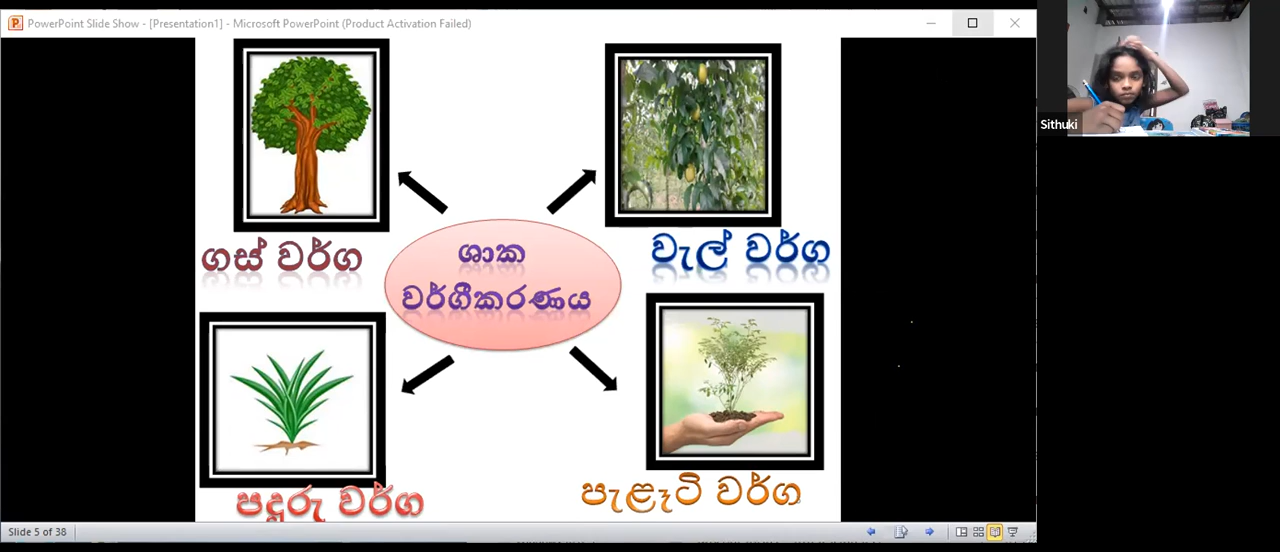 PowerPoint Slide Show - [Presentation1] - Microsoft PowerPoint (Product Activation Failed)
Sithuki
ගස් වර්ග
වැල් වර්ග
ශාක
වර්ගීකරණය
පදුරු වර්ග
පැළෑටි වර්ග
Slide 5 of 38